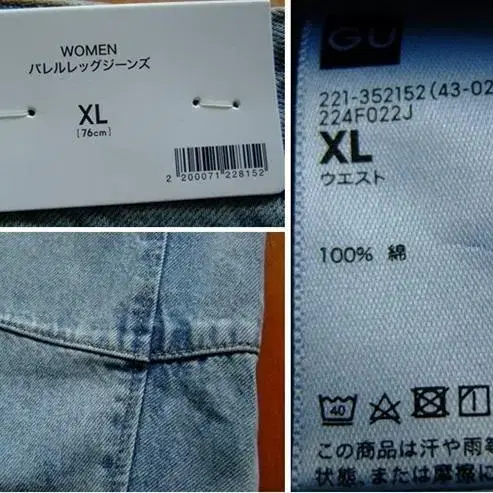 WOMEN
バレルレッグジーンズ
XL
[76cm]
2 200071 228152
GU
221-352152(43-02
224F022J
XL
ウエスト
100% 綿
40
この商品は汗や雨等
状態、または摩擦に